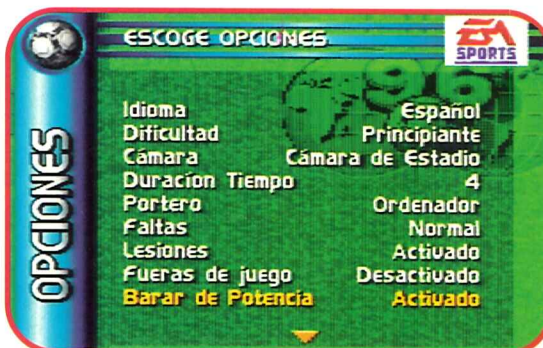 ESCOGE OPCIONES
EA
SPORTS
96
OPCIONES
Idioma Español
Dificultad Principiante
Cámara Cámara de Estadio
Duracíon Tiempo 4
Portero Ordenador
Faltas Normal
Lesiones Activado
Fueras de juego Desactivado
Barar de Potencia Activado